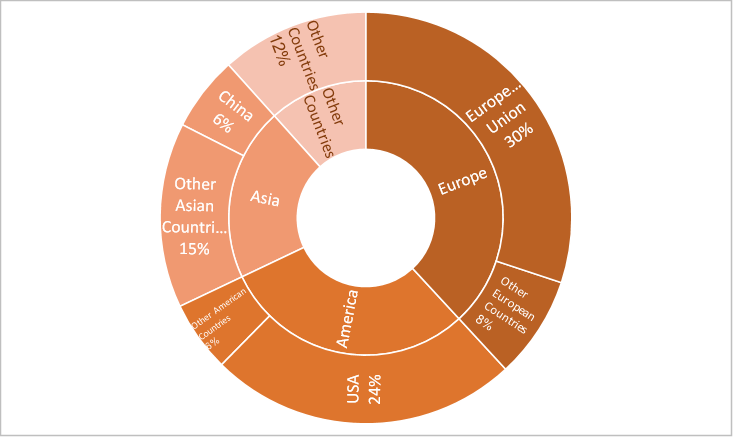 Other
Countries
12%
Other
Countries
Europe...
Union
30%
China
6%
Other
Asian
Countri...
15%
Asia
Europe
Other
European
Countries
8%
America
Other American
Countries
USA
24%